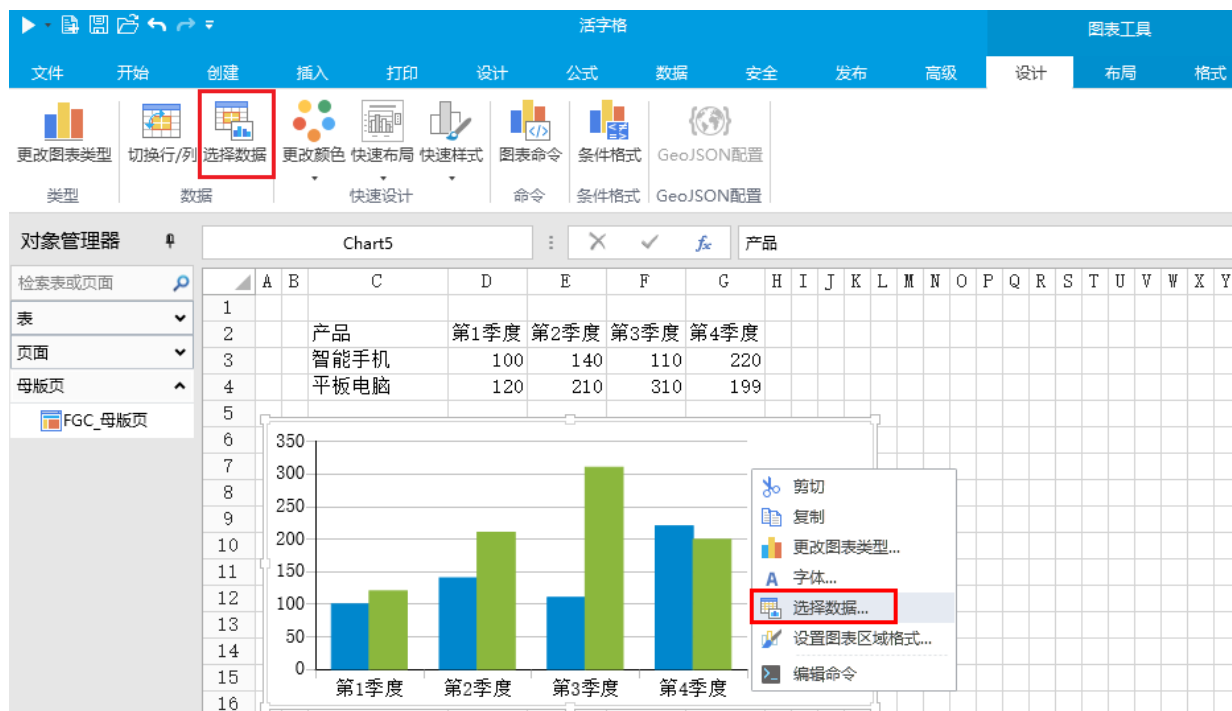 活字格
图表工具
文件 开始 创建 插入 打印 设计 公式 数据 安全 发布 高级 设计 布局 格式
更改图表类型 切换行/列 选择数据 更改颜色 快速布局 快速样式 图表命令 条件格式 GeoJSON配置
类型 数据 快速设计 命令 条件格式 GeoJSON配置
对象管理器 Chart5 fx 产品
检索表或页面 A B C D E F G H I J K L M N O P Q R S T U V W X Y
表
页面
母版页
FGC_母版页
1
2 产品 第1季度 第2季度 第3季度 第4季度
3 智能手机 100 140 110 220
4 平板电脑 120 210 310 199
5
6
7
8
9
10
11
12
13
14
15
16
350
300
250
200
150
100
50
0
第1季度 第2季度 第3季度 第4季度
剪切
复制
更改图表类型...
字体...
选择数据...
设置图表区域格式...
编辑命令